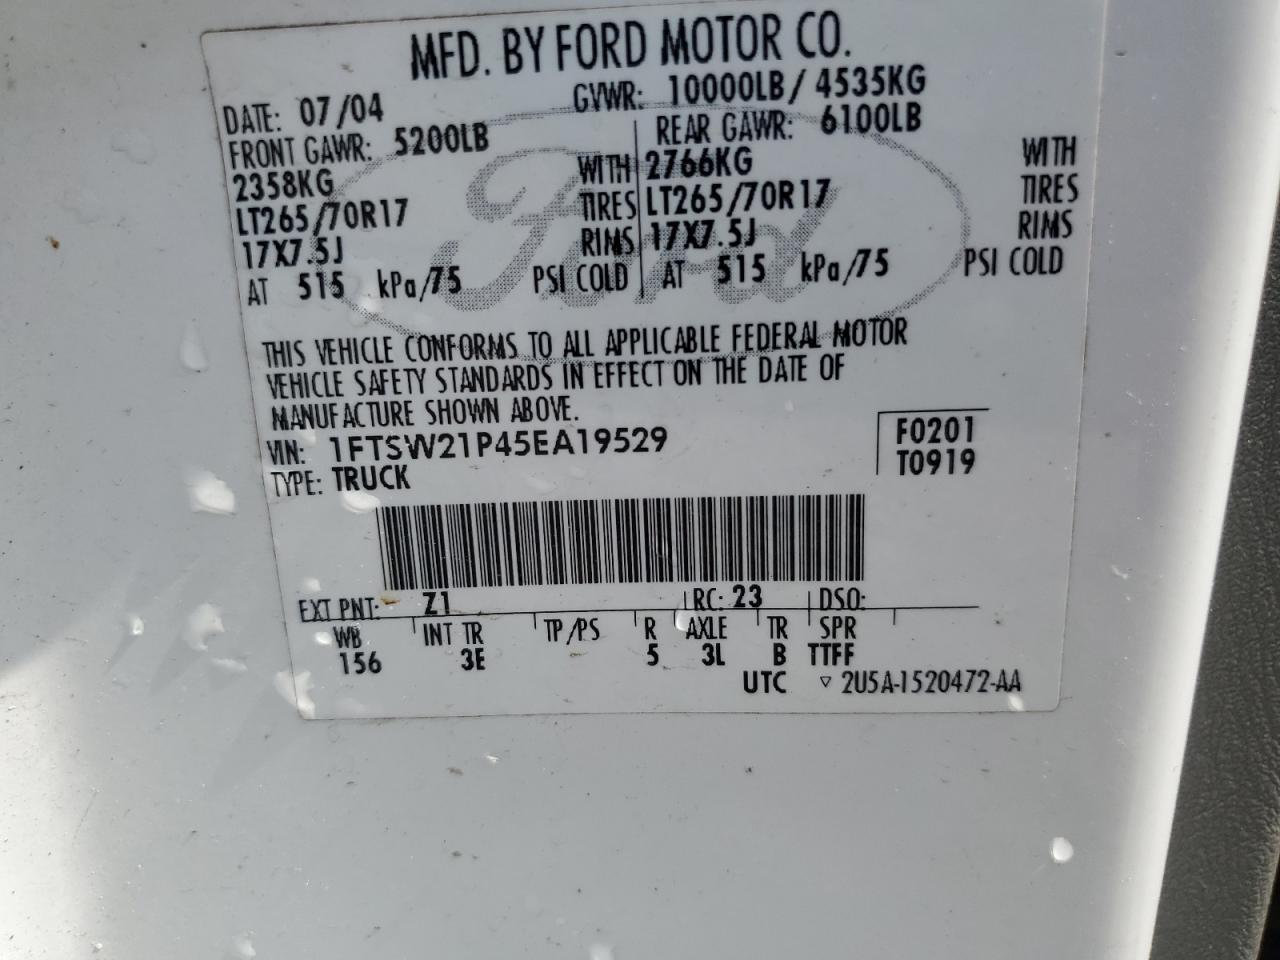 MFD. BY FORD MOTOR CO.
DATE: 07/04 GVWR: 10000LB/4535KG
FRONT GAWR: 5200LB REAR GAWR: 6100LB
2358KG WITH 2766KG WITH
LT265/70R17 TIRES LT265/70R17 TIRES
17X7.5J RIMS 17X7.5J RIMS
AT 515 kPa/75 PSI COLD AT 515 kPa/75 PSI COLD
Ford
THIS VEHICLE CONFORMS TO ALL APPLICABLE FEDERAL MOTOR
VEHICLE SAFETY STANDARDS IN EFFECT ON THE DATE OF
MANUFACTURE SHOWN ABOVE.
VIN: 1FTSW21P45EA19529 F0201
TYPE: TRUCK T0919
EXT PNT: Z1 RC: 23 DSO:
WB INT TR TP/PS R AXLE TR SPR
156 3E 5 3L B TTFF
UTC ▽ 2U5A-1520472-AA